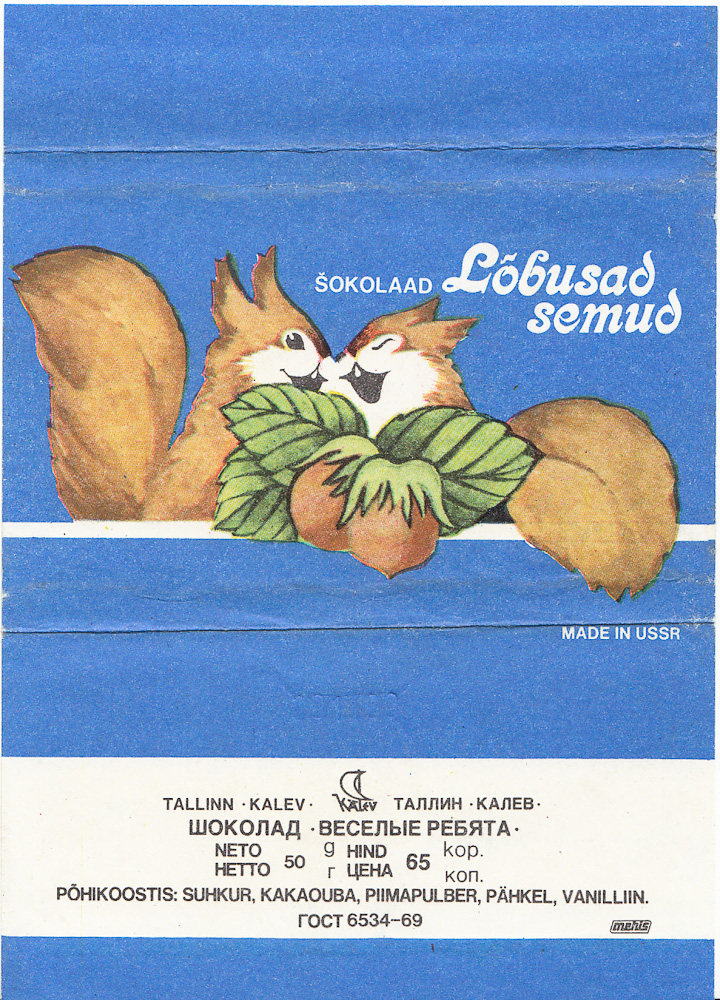 ŠOKOLAAD Lõbusad
semud
MADE IN USSR
TALLINN · KALEV · Kalev ТАЛЛИН · КАЛЕВ ·
ШОКОЛАД · ВЕСЕЛЫЕ РЕБЯТА ·
NETO 50 g HIND 65 kop.
НЕТТО г ЦЕНА коп.
PÕHIKOOSTIS: SUHKUR, KAKAOUBA, PIIMAPULBER, PÄHKEL, VANILLIIN.
ГОСТ 6534-69
mehis